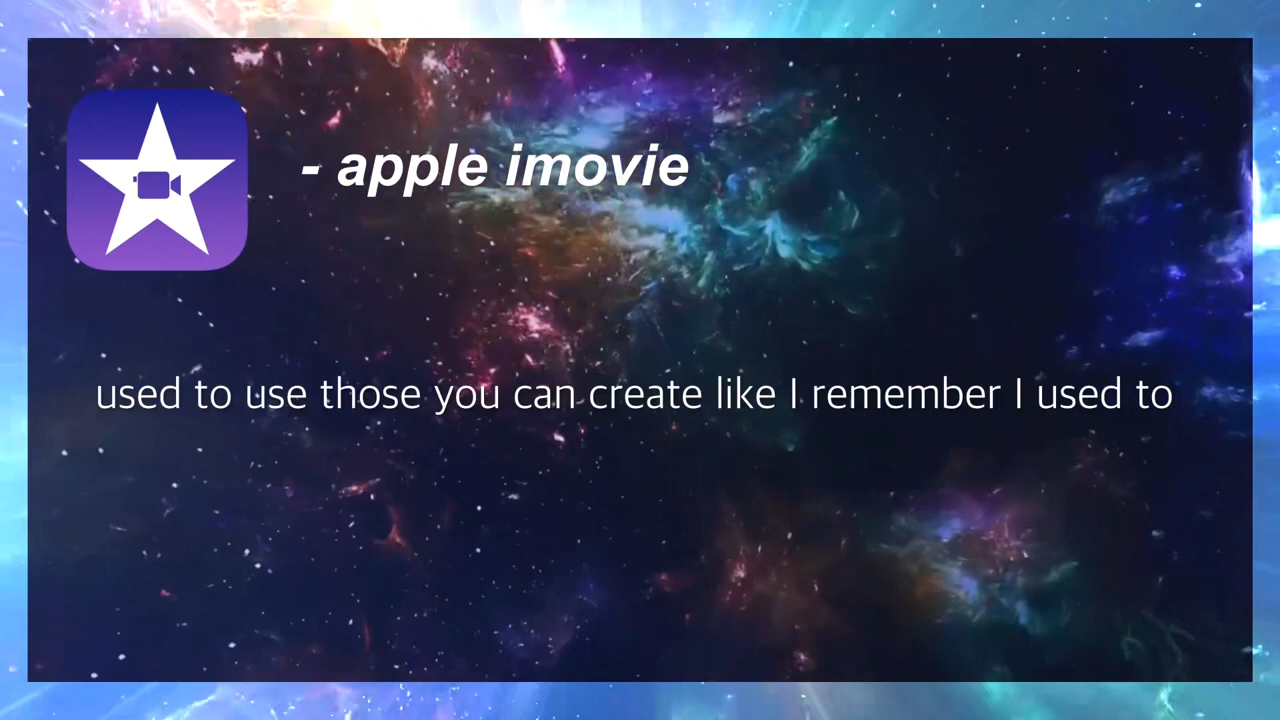 - apple imovie
used to use those you can create like I remember I used to